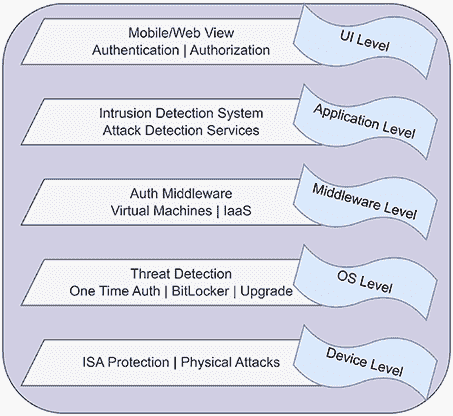 Mobile/Web View
Authentication | Authorization
UI Level
Intrusion Detection System
Attack Detection Services
Application Level
Auth Middleware
Virtual Machines | IaaS
Middleware Level
Threat Detection
One Time Auth | BitLocker | Upgrade
OS Level
ISA Protection | Physical Attacks
Device Level